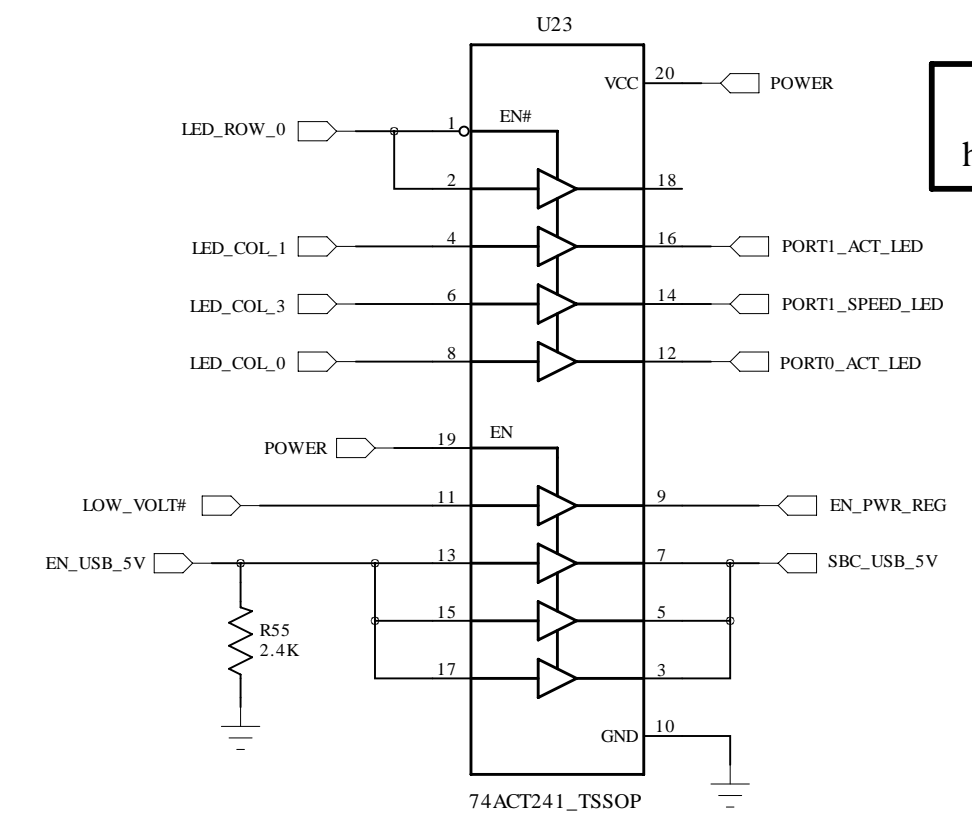 U23
VCC 20 POWER
LED_ROW_0 1 EN#
h
2 18
LED_COL_1 4 16 PORT1_ACT_LED
LED_COL_3 6 14 PORT1_SPEED_LED
LED_COL_0 8 12 PORT0_ACT_LED
POWER 19 EN
LOW_VOLT# 11 9 EN_PWR_REG
EN_USB_5V 13 7 SBC_USB_5V
15 5
R55
2.4K
17 3
GND 10
74ACT241_TSSOP